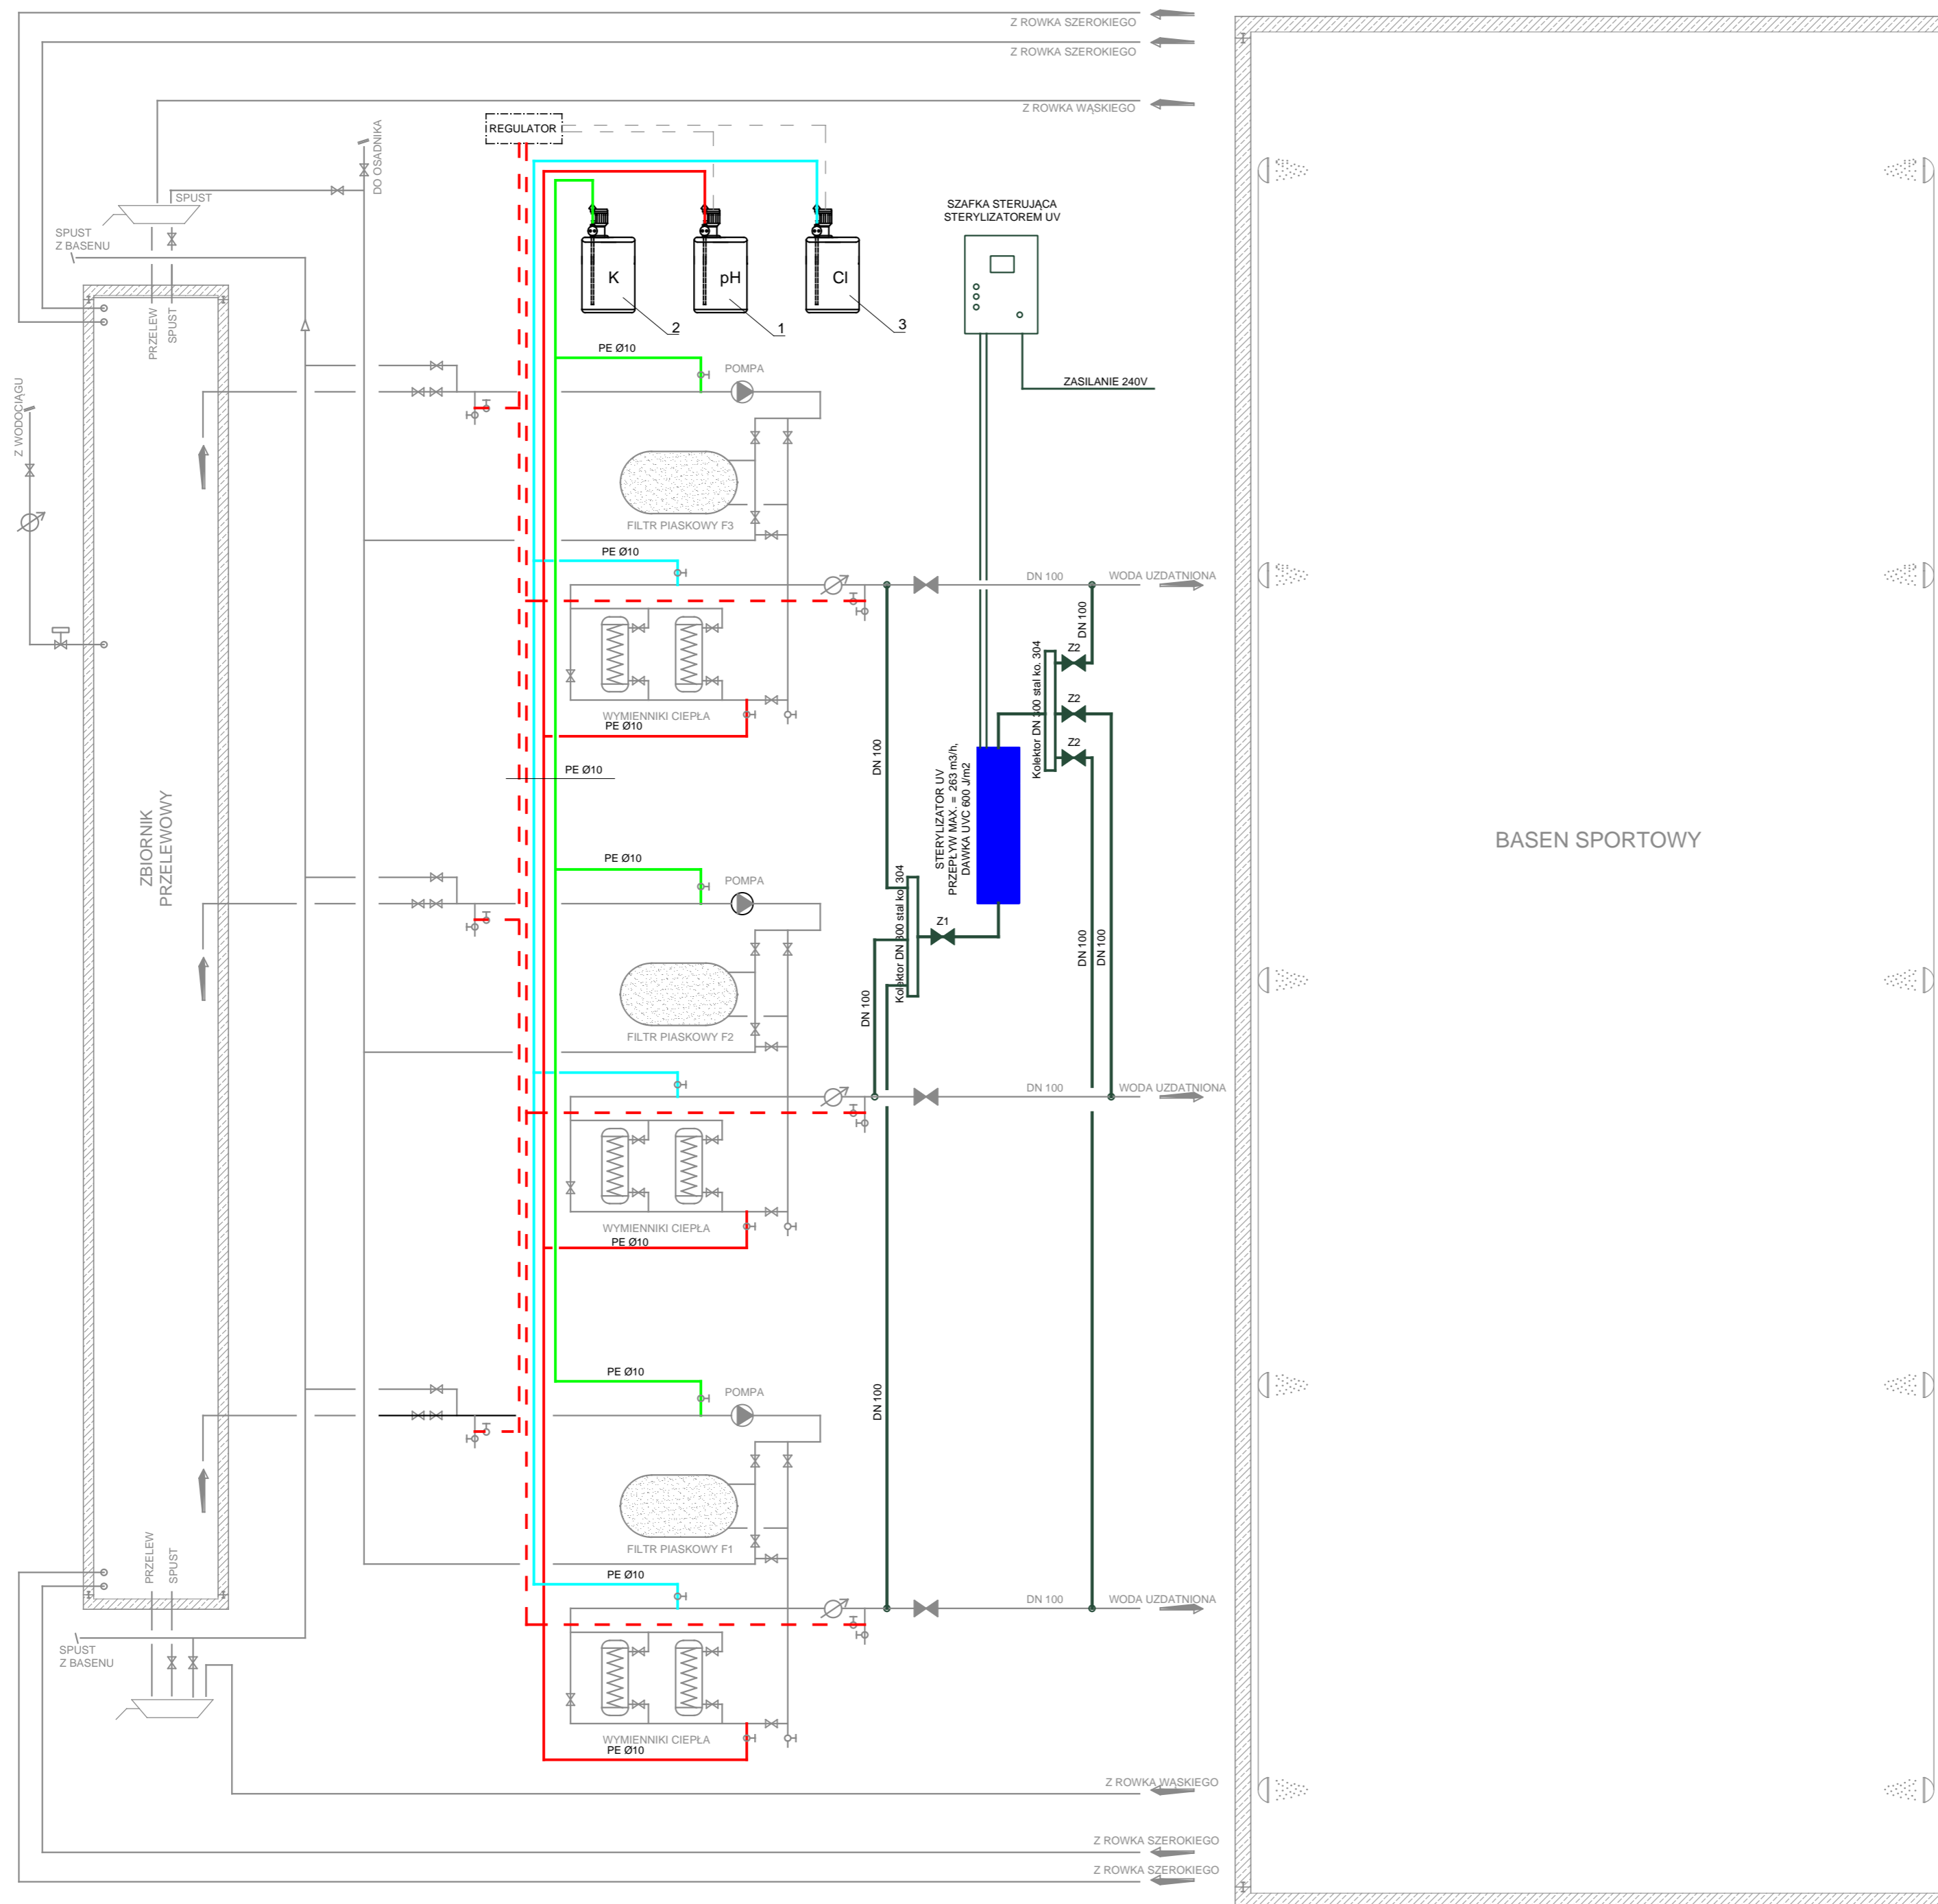 Z ROWKA SZEROKIEGO
Z ROWKA SZEROKIEGO
Z ROWKA WĄSKIEGO
REGULATOR
DO OSADNIKA
SPUST
SPUST
Z BASENU
SZAFKA STERUJĄCA
STERYLIZATOREM UV
K
pH
Cl
2
1
3
PRZELEW
SPUST
PE Ø10
POMPA
ZASILANIE 240V
Z WODOCIĄGU
FILTR PIASKOWY F3
PE Ø10
DN 100
WODA UZDATNIONA
DN 100
Z2
Kolektor DN 300 stal ko. 304
Z2
Z2
WYMIENNIKI CIEPŁA
PE Ø10
DN 100
PE Ø10
STERYLIZATOR UV
PRZEPŁYW MAX. = 263 m3/h,
DAWKA UVC 600 J/m2
ZBIORNIK
PRZELEWOWY
BASEN SPORTOWY
PE Ø10
POMPA
Kolektor DN 300 stal ko. 304
Z1
DN 100
DN 100
DN 100
FILTR PIASKOWY F2
DN 100
WODA UZDATNIONA
WYMIENNIKI CIEPŁA
PE Ø10
PE Ø10
POMPA
DN 100
FILTR PIASKOWY F1
PRZELEW
SPUST
PE Ø10
DN 100
WODA UZDATNIONA
SPUST
Z BASENU
WYMIENNIKI CIEPŁA
PE Ø10
Z ROWKA WĄSKIEGO
Z ROWKA SZEROKIEGO
Z ROWKA SZEROKIEGO